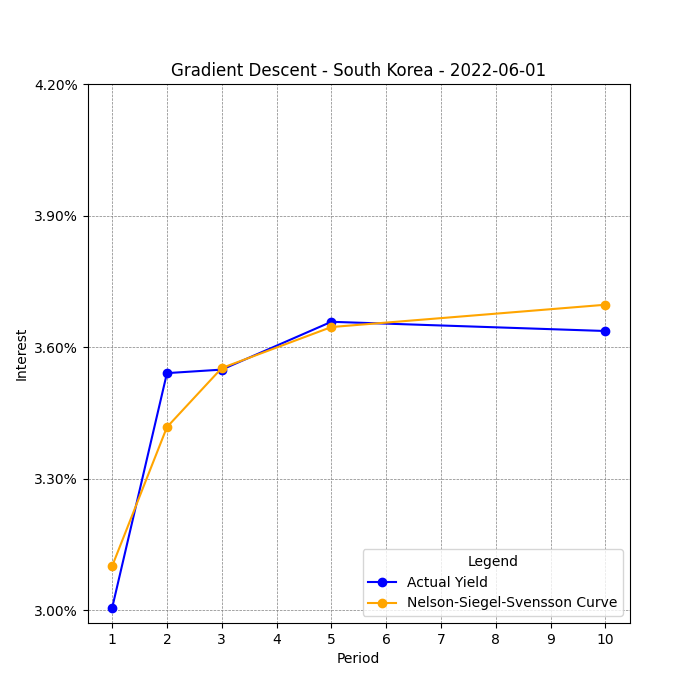 Gradient Descent - South Korea - 2022-06-01
4.20%
3.90%
3.60%
3.30%
3.00%
Interest
1 2 3 4 5 6 7 8 9 10
Period
Legend
Actual Yield
Nelson-Siegel-Svensson Curve